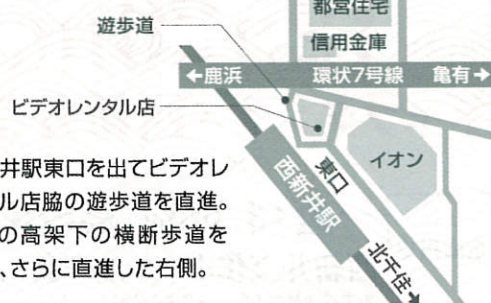 都営住宅
信用金庫
遊歩道
←鹿浜 環状7号線 亀有→
ビデオレンタル店
イオン
東口
西新井駅
北千住
井駅東口を出てビデオレ
ル店脇の遊歩道を直進。
の高架下の横断歩道を
、さらに直進した右側。